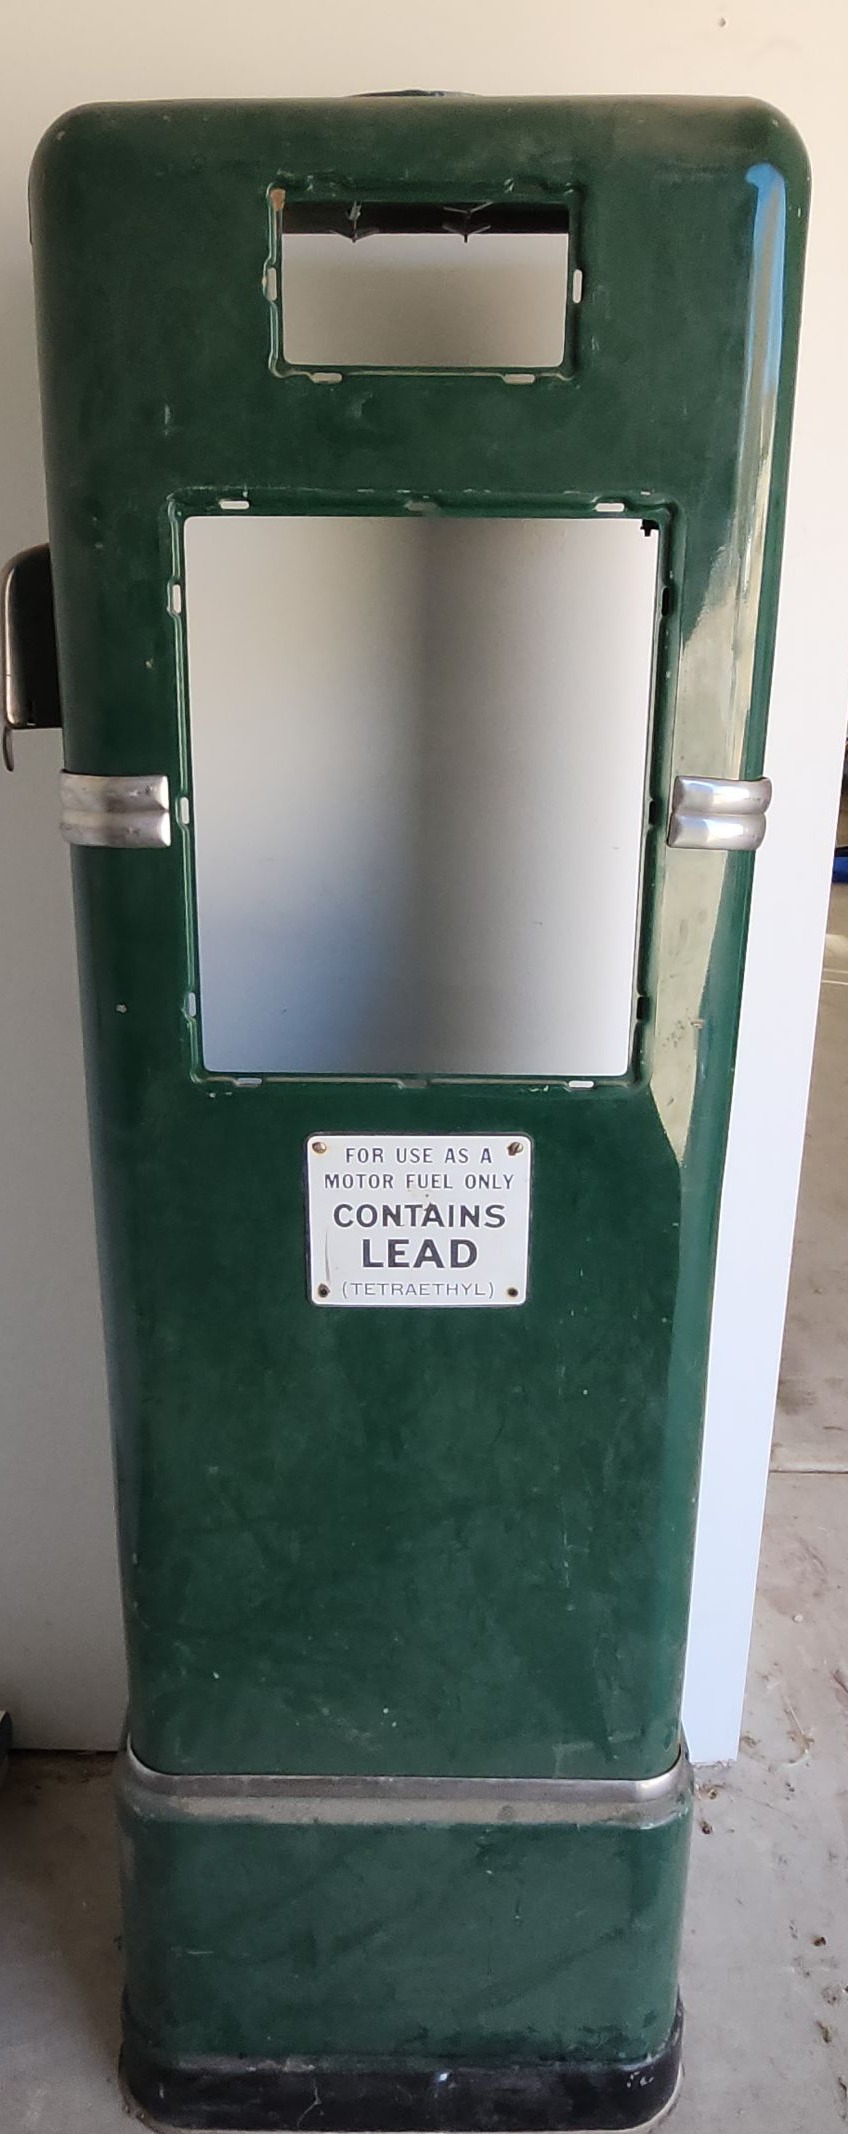 FOR USE AS A
MOTOR FUEL ONLY
CONTAINS
LEAD
(TETRAETHYL)